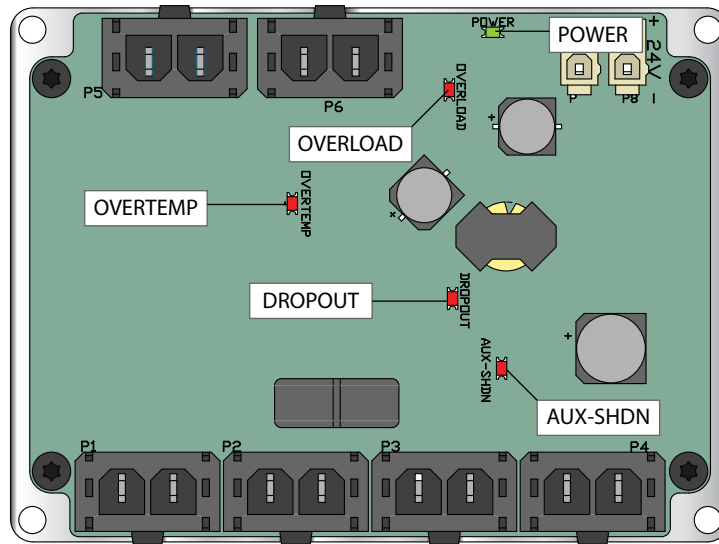 POWER
POWER
+
24V
-
P5
P6
P
P8
OVERLOAD
OVERLOAD
+
OVERTEMP
OVERTEMP
+
DROPOUT
DROPOUT
+
AUX-SHDN
AUX-SHDN
P1
P2
P3
P4